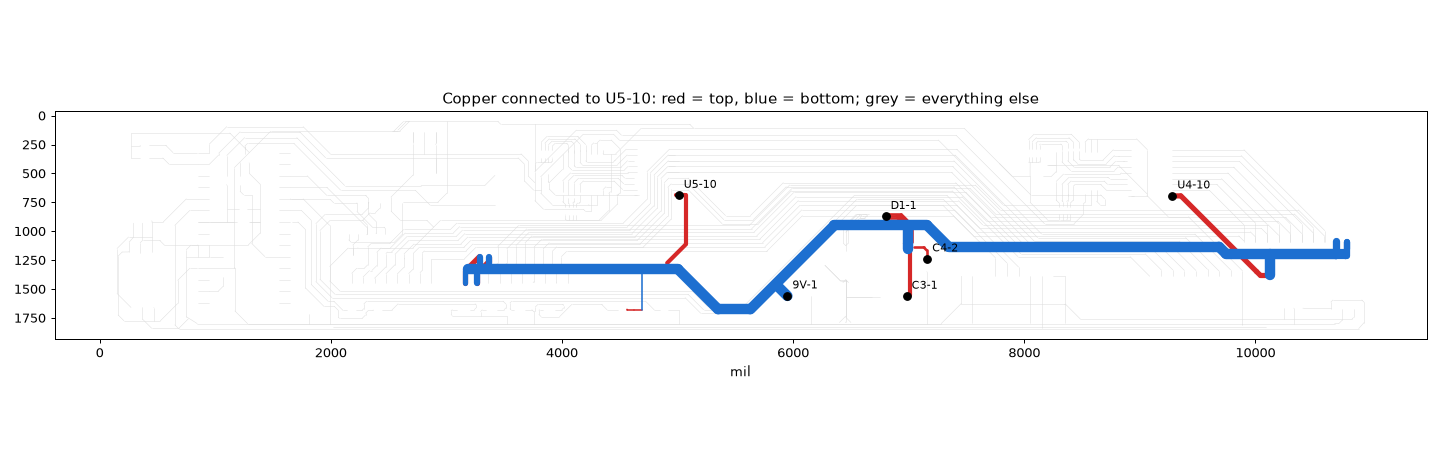 Copper connected to U5-10: red = top, blue = bottom; grey = everything else
0
250
500
750
1000
1250
1500
1750
U5-10
U4-10
D1-1
C4-2
9V-1
C3-1
0
2000
4000
6000
8000
10000
mil